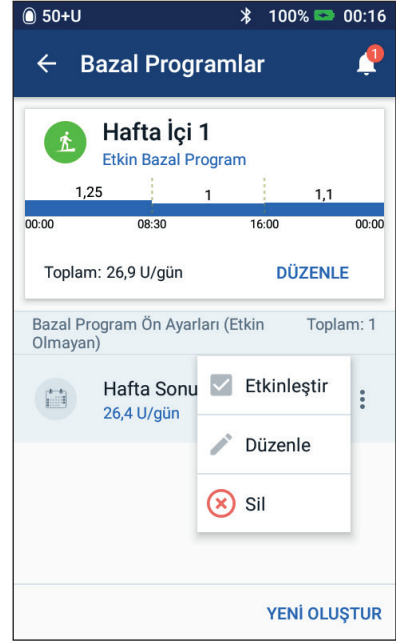 50+U 100% 00:16
Bazal Programlar 1
Hafta İçi 1
Etkin Bazal Program
1,25 1 1,1
00:00 08:30 16:00 00:00
Toplam: 26,9 U/gün DÜZENLE
Bazal Program Ön Ayarları (Etkin Toplam: 1
Olmayan)
Hafta Sonu Etkinleştir
26,4 U/gün
Düzenle
Sil
YENİ OLUŞTUR